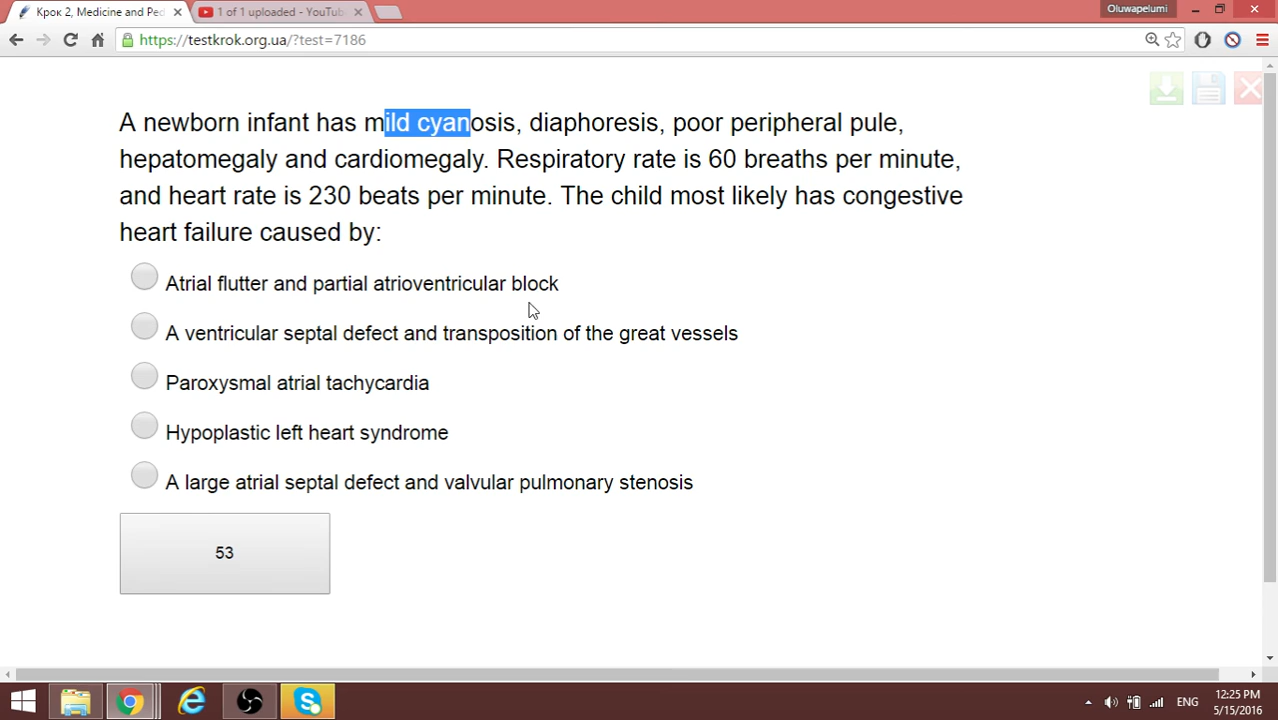 Крок 2, Medicine and Ped
1 of 1 uploaded - YouTub
Oluwapelumi
https://testkrok.org.ua/?test=7186
A newborn infant has mild cyanosis, diaphoresis, poor peripheral pule,
hepatomegaly and cardiomegaly. Respiratory rate is 60 breaths per minute,
and heart rate is 230 beats per minute. The child most likely has congestive
heart failure caused by:
Atrial flutter and partial atrioventricular block
A ventricular septal defect and transposition of the great vessels
Paroxysmal atrial tachycardia
Hypoplastic left heart syndrome
A large atrial septal defect and valvular pulmonary stenosis
53
ENG
12:25 PM
5/15/2016